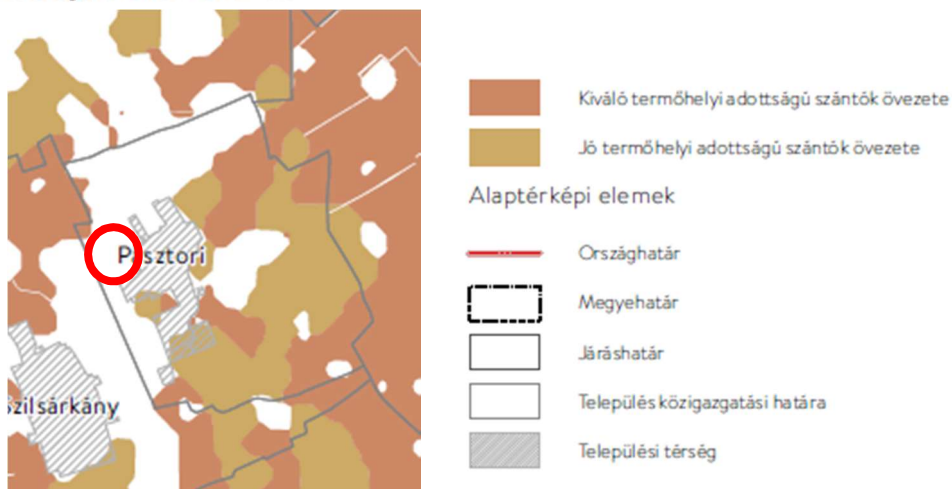 Pásztori
Szilsárkány
Kiváló termőhelyi adottságú szántók övezete
Jó termőhelyi adottságú szántók övezete
Alaptérképi elemek
Országhatár
Megyehatár
Járáshatár
Település közigazgatási határa
Települési térség